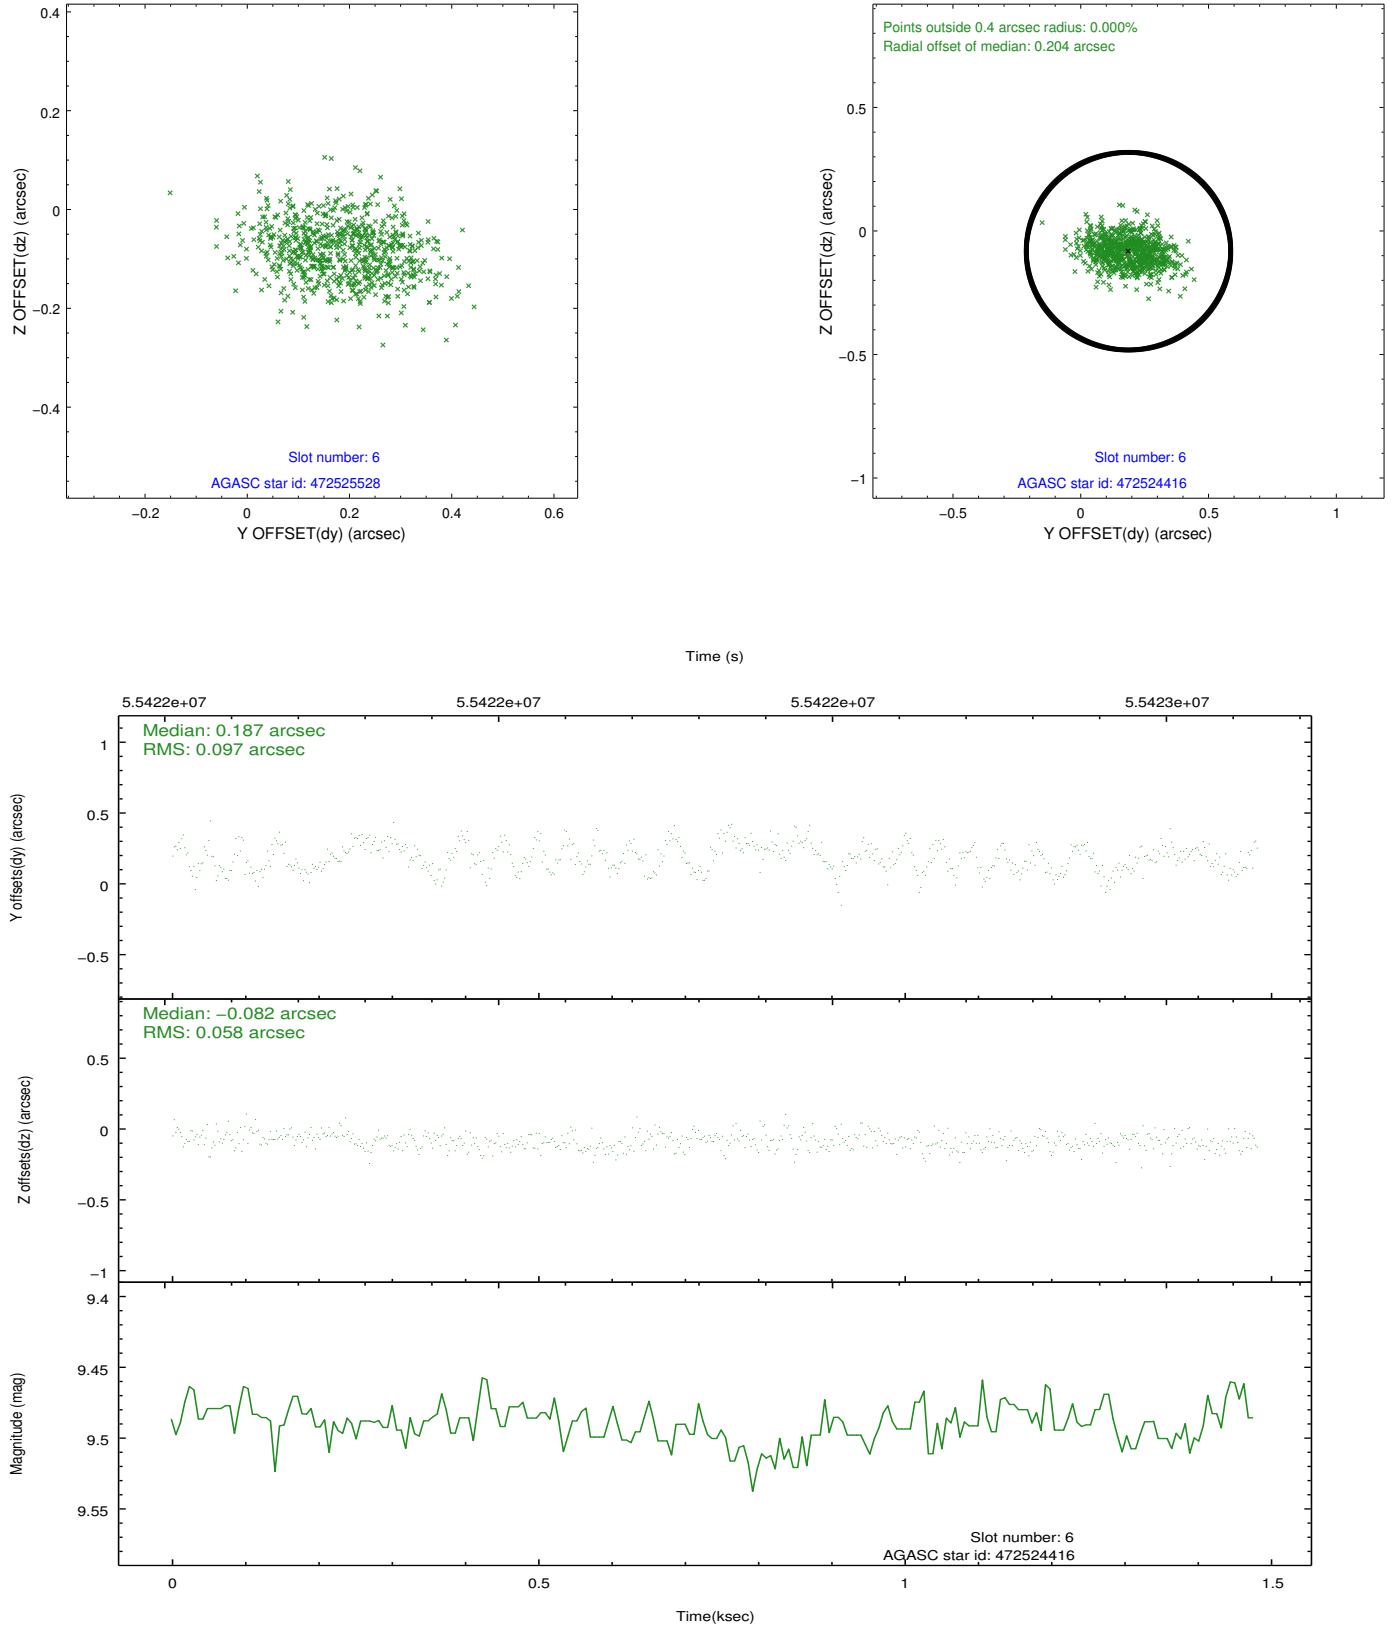 0.4
0.2
0
−0.2
−0.4
Z OFFSET(dz) (arcsec)
Slot number: 6
AGASC star id: 472525528
−0.2 0 0.2 0.4 0.6
Y OFFSET(dy) (arcsec)
Points outside 0.4 arcsec radius: 0.000%
Radial offset of median: 0.204 arcsec
0.5
0
−0.5
−1
Z OFFSET(dz) (arcsec)
Slot number: 6
AGASC star id: 472524416
−0.5 0 0.5 1
Y OFFSET(dy) (arcsec)
Time (s)
5.5422e+07 5.5422e+07 5.5422e+07 5.5423e+07
Median: 0.187 arcsec
RMS: 0.097 arcsec
1
0.5
0
−0.5
Y offsets(dy) (arcsec)
Median: −0.082 arcsec
RMS: 0.058 arcsec
0.5
0
−0.5
−1
Z offsets(dz) (arcsec)
9.4
9.45
9.5
9.55
Magnitude (mag)
Slot number: 6
AGASC star id: 472524416
0 0.5 1 1.5
Time(ksec)